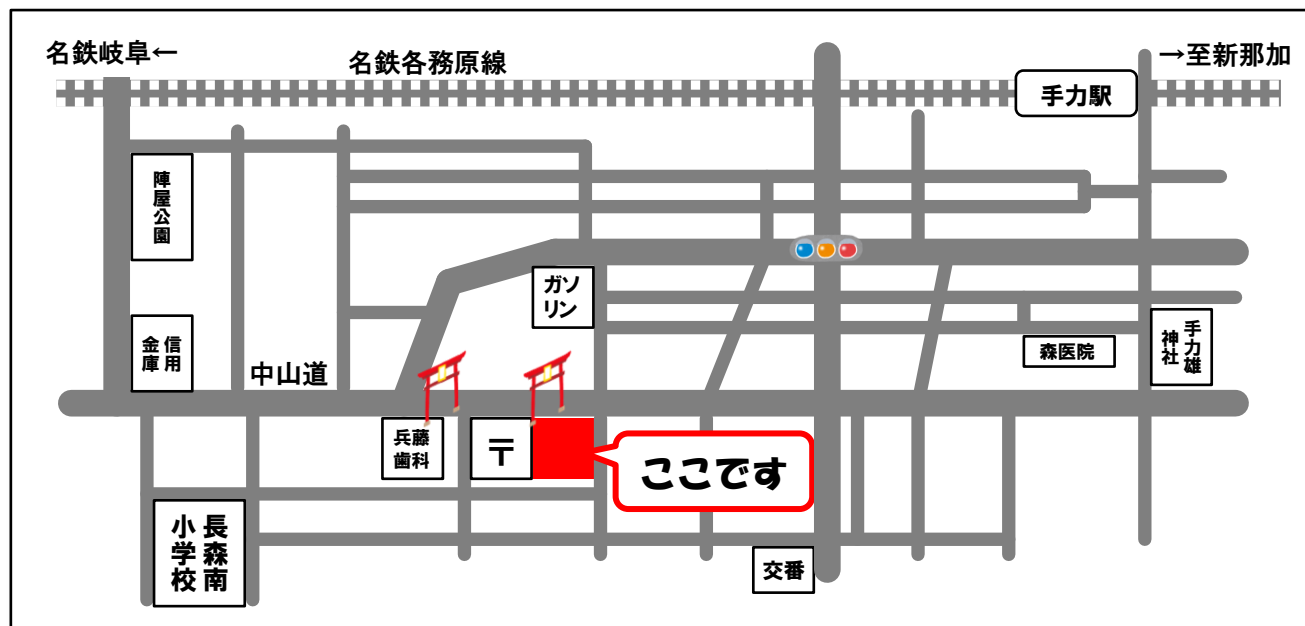 名鉄岐阜←
名鉄各務原線
→至新那加
手力駅
陣屋公園
ガソ
リン
信用
金庫
中山道
森医院
手力雄
神社
兵藤
歯科
〒
ここです
長森南
小学校
交番